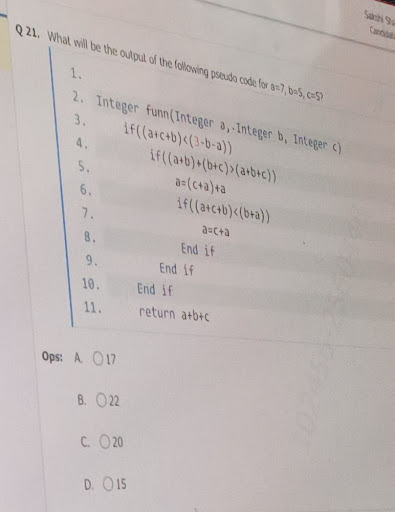 Sakshi
Q 21. What will be the output of the following pseudo code for a=7, b=5, c=5?
1.
2. Integer funn(Integer a, Integer b, Integer c)
3. if((a+c+b)<(3-b-a))
4. if((a+b)+(b+c)>(a+b+c))
5. a=(c+a)+a
6. if((a+c+b)<(b+a))
7. a=c+a
8. End if
9. End if
10. End if
11. return a+b+c
Ops: A. 17
B. 22
C. 20
D. 15